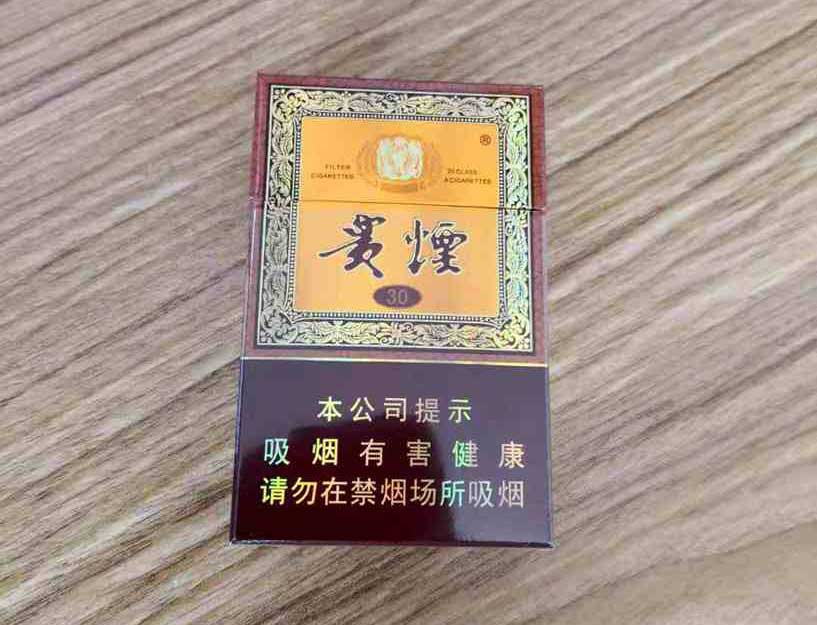 ®
FILTER
CIGARETTES
20 CLASS
A CIGARETTES
貴煙
30
本公司提示
吸烟有害健康
请勿在禁烟场所吸烟